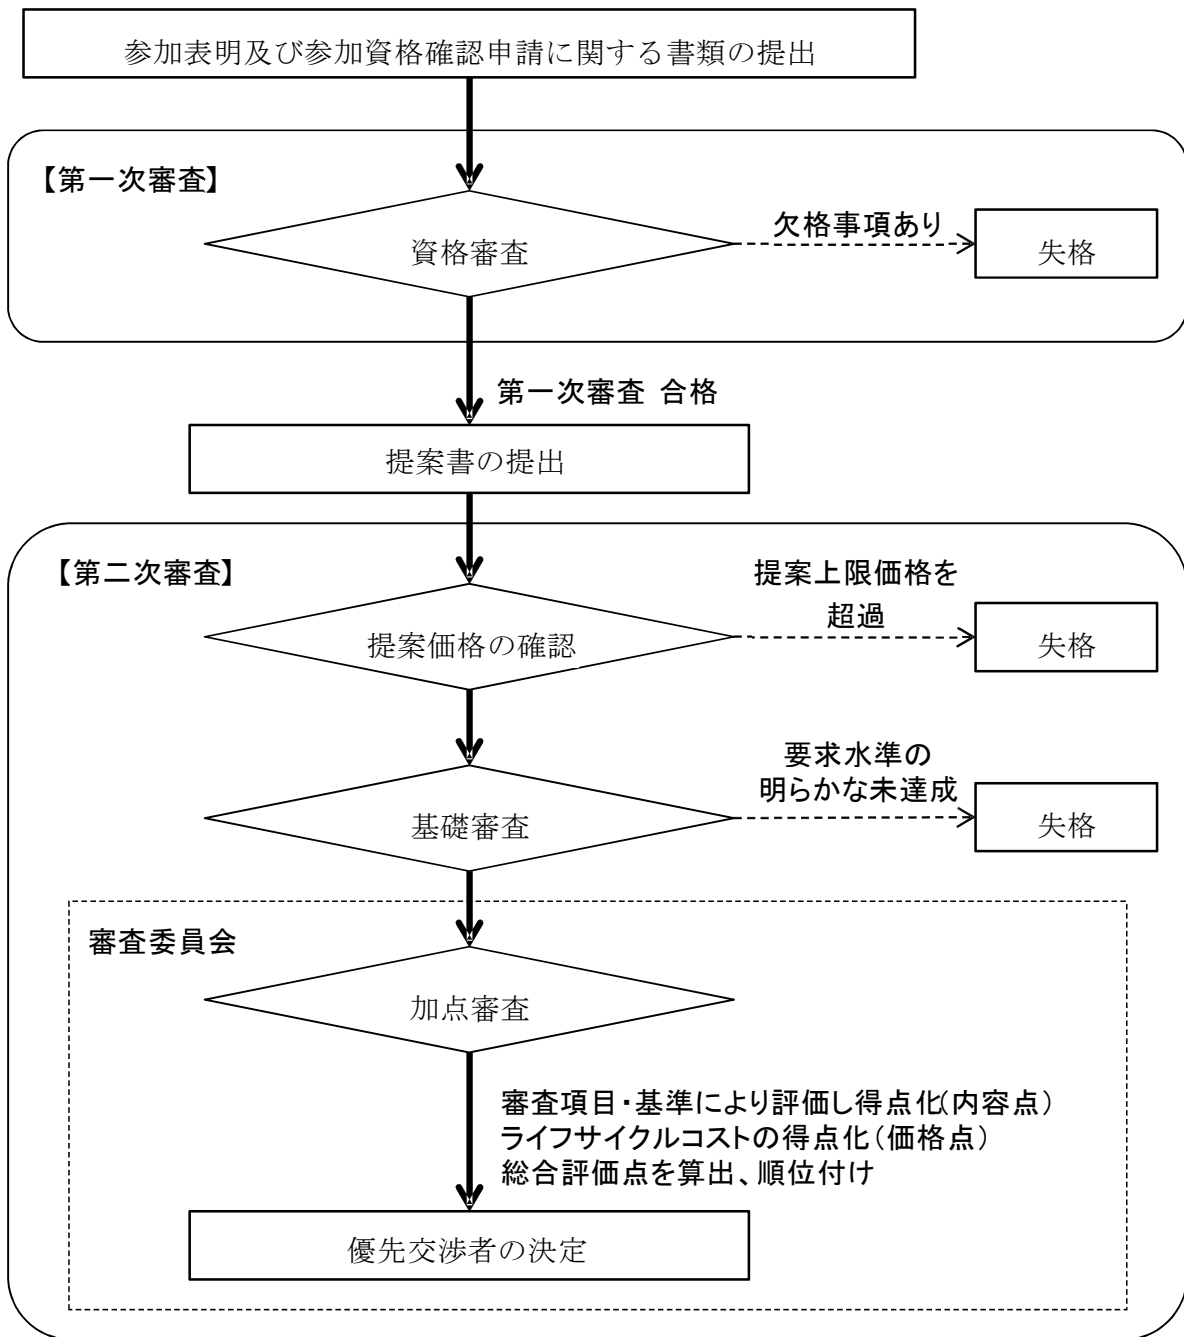 参加表明及び参加資格確認申請に関する書類の提出
【第一次審査】
資格審査
欠格事項あり
失格
第一次審査 合格
提案書の提出
【第二次審査】
提案価格の確認
提案上限価格を
超過
失格
基礎審査
要求水準の
明らかな未達成
失格
審査委員会
加点審査
審査項目・基準により評価し得点化(内容点)
ライフサイクルコストの得点化(価格点)
総合評価点を算出、順位付け
優先交渉者の決定